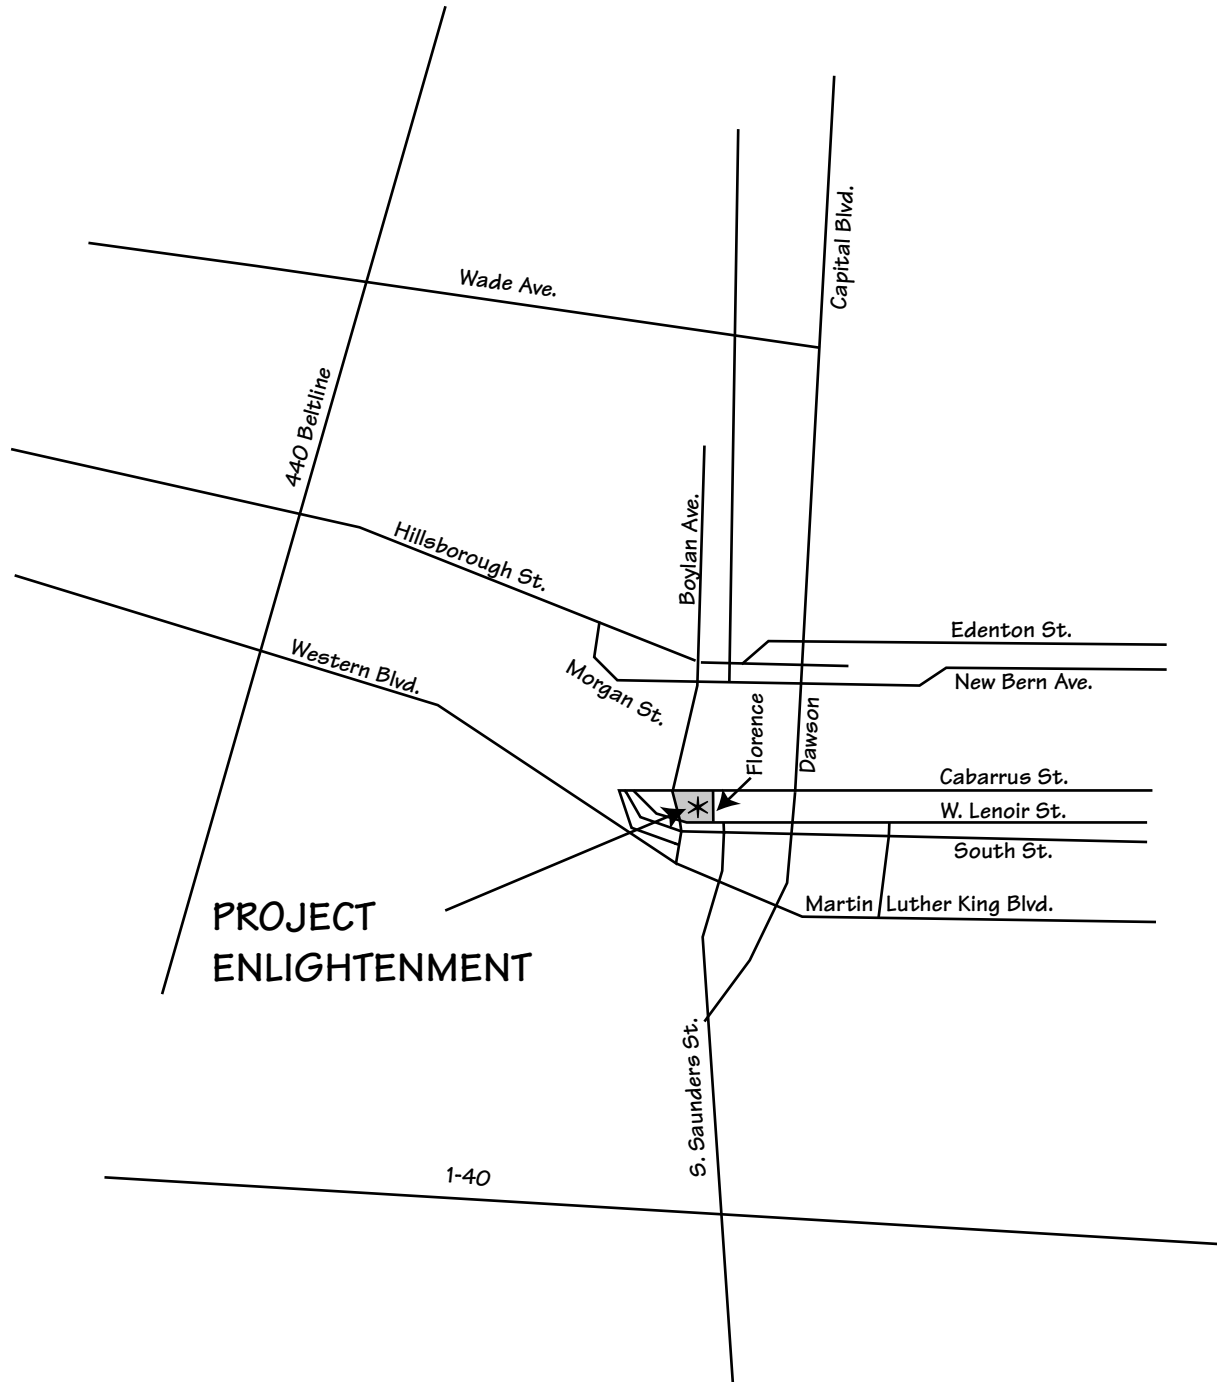 Capital Blvd.
Wade Ave.
440 Beltline
Boylan Ave.
Hillsborough St.
Edenton St.
Western Blvd.
Morgan St.
New Bern Ave.
Florence
Dawson
Cabarrus St.
W. Lenoir St.
South St.
Martin Luther King Blvd.
PROJECT
ENLIGHTENMENT
S. Saunders St.
1-40